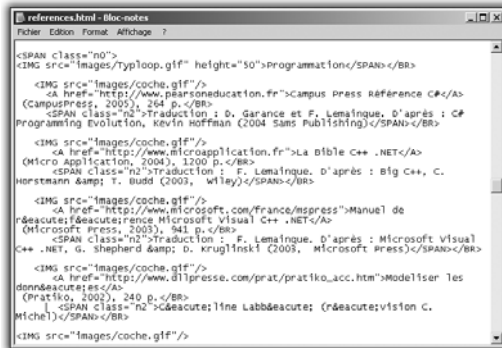 references.html - Bloc-notes
Fichier Edition Format Affichage ?
<SPAN class="n0">
<IMG src="images/Typloop.gif" height="50">Programmation</SPAN></BR>
<IMG src="images/coche.gif"/>
<A href="http://www.pearsoneducation.fr">Campus Press Référence C#</A>
(CampusPress, 2005), 264 p.</BR>
<SPAN class="n2">Traduction : D. Garance et F. Lemainque. D'après : C#
Programming Evolution, Kevin Hoffman (2004 Sams Publishing)</SPAN></BR>
<IMG src="images/coche.gif"/>
<A href="http://www.microapplication.fr">La Bible C++ .NET</A>
(Micro Application, 2004), 1200 p.</BR>
<SPAN class="n2">Traduction : F. Lemainque. D'après : Big C++, C.
Horstmann &amp; T. Budd (2003, Wiley)</SPAN></BR>
<IMG src="images/coche.gif"/>
<A href="http://www.microsoft.com/france/mspress">Manuel de
r&eacute;f&eacute;rence Microsoft Visual C++ .NET</A>
(Microsoft Press, 2003), 941 p.</BR>
<SPAN class="n2">Traduction : F. Lemainque. D'après : Microsoft Visual
C++ .NET, G. Shepherd &amp; D. Kruglinski (2003, Microsoft Press)</SPAN></BR>
<IMG src="images/coche.gif"/>
<A href="http://www.dllpresse.com/prat/pratiko_acc.htm">Modeliser les
donn&eacute;es</A>
(Pratiko, 2002), 240 p.</BR>
<SPAN class="n2">C&eacute;line Labb&eacute; (r&eacute;vision C.
Michel)</SPAN></BR>
<IMG src="images/coche.gif"/>